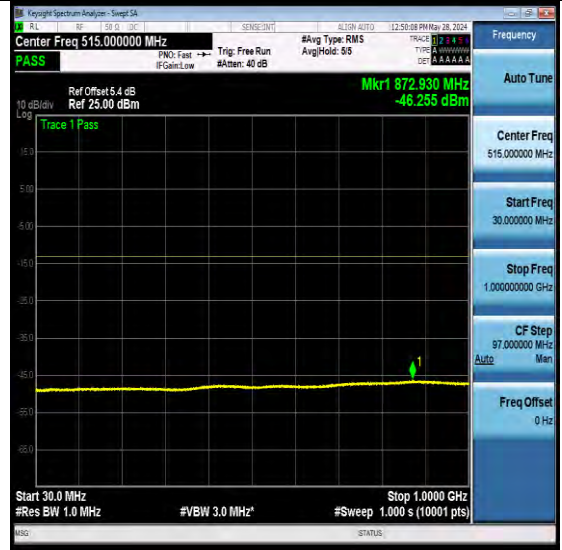 Keysight Spectrum Analyzer - Swept SA
RL RF 50 Ω DC SENSE:INT ALIGN AUTO 12:50:08 PM May 28, 2024
Center Freq 515.000000 MHz
PNO: Fast
IFGain:Low
Trig: Free Run
#Atten: 40 dB
#Avg Type: RMS
Avg|Hold: 5/5
TRACE 1 2 3 4 5 6
TYPE A WWWWW
DET A A A A A A
PASS
Ref Offset 5.4 dB
Ref 25.00 dBm
Mkr1 872.930 MHz
-46.255 dBm
10 dB/div
Log
Trace 1 Pass
15.0
5.00
-5.00
-15.0
-25.0
-35.0
-45.0
-55.0
-65.0
1
Start 30.0 MHz
Stop 1.0000 GHz
#Res BW 1.0 MHz
#VBW 3.0 MHz*
#Sweep 1.000 s (10001 pts)
MSG
STATUS
Frequency
Auto Tune
Center Freq
515.000000 MHz
Start Freq
30.000000 MHz
Stop Freq
1.000000000 GHz
CF Step
97.000000 MHz
Auto Man
Freq Offset
0 Hz